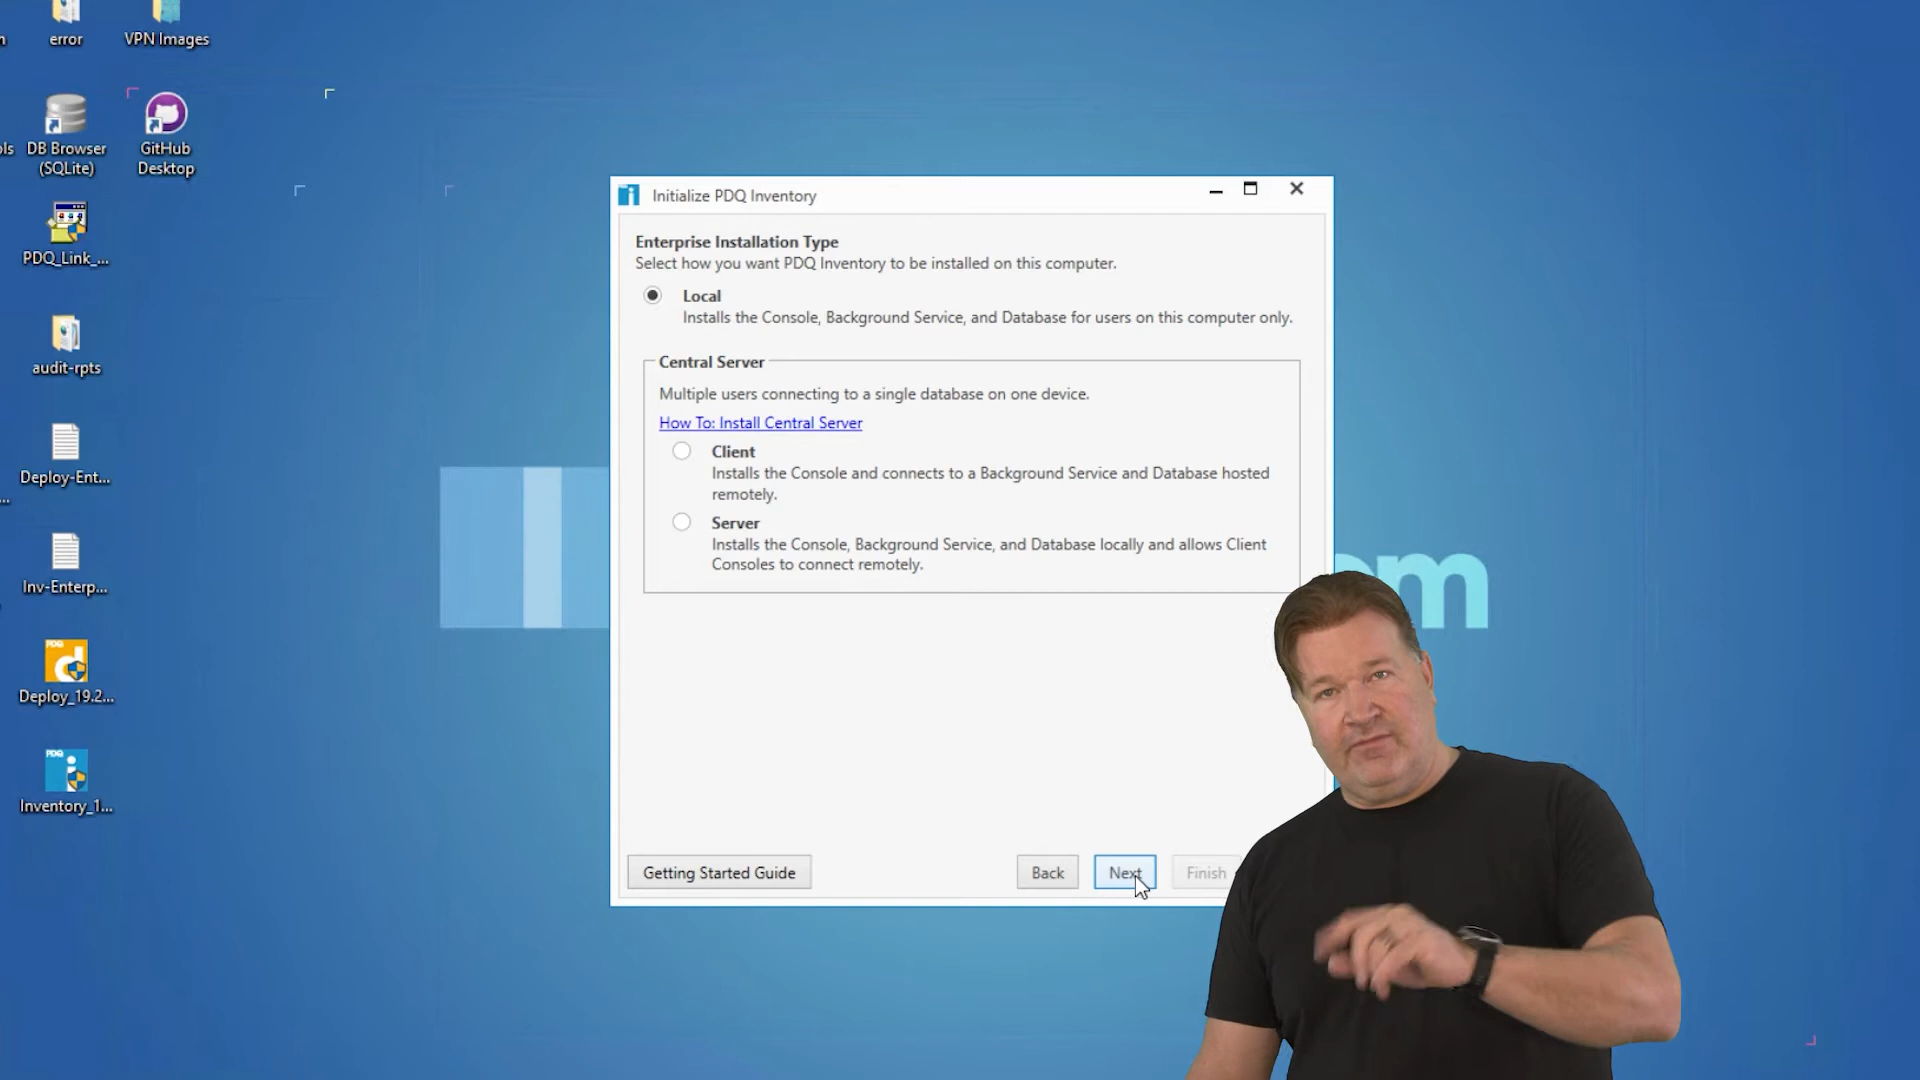 error
VPN Images
DB Browser
(SQLite)
GitHub
Desktop
PDQ_Link_...
audit-rpts
Deploy-Ent...
Inv-Enterp...
PDQ
d
Deploy_19.2...
PDQ
i
Inventory_1...
Initialize PDQ Inventory
Enterprise Installation Type
Select how you want PDQ Inventory to be installed on this computer.
Local
Installs the Console, Background Service, and Database for users on this computer only.
Central Server
Multiple users connecting to a single database on one device.
How To: Install Central Server
Client
Installs the Console and connects to a Background Service and Database hosted
remotely.
Server
Installs the Console, Background Service, and Database locally and allows Client
Consoles to connect remotely.
Getting Started Guide
Back
Next
Finish